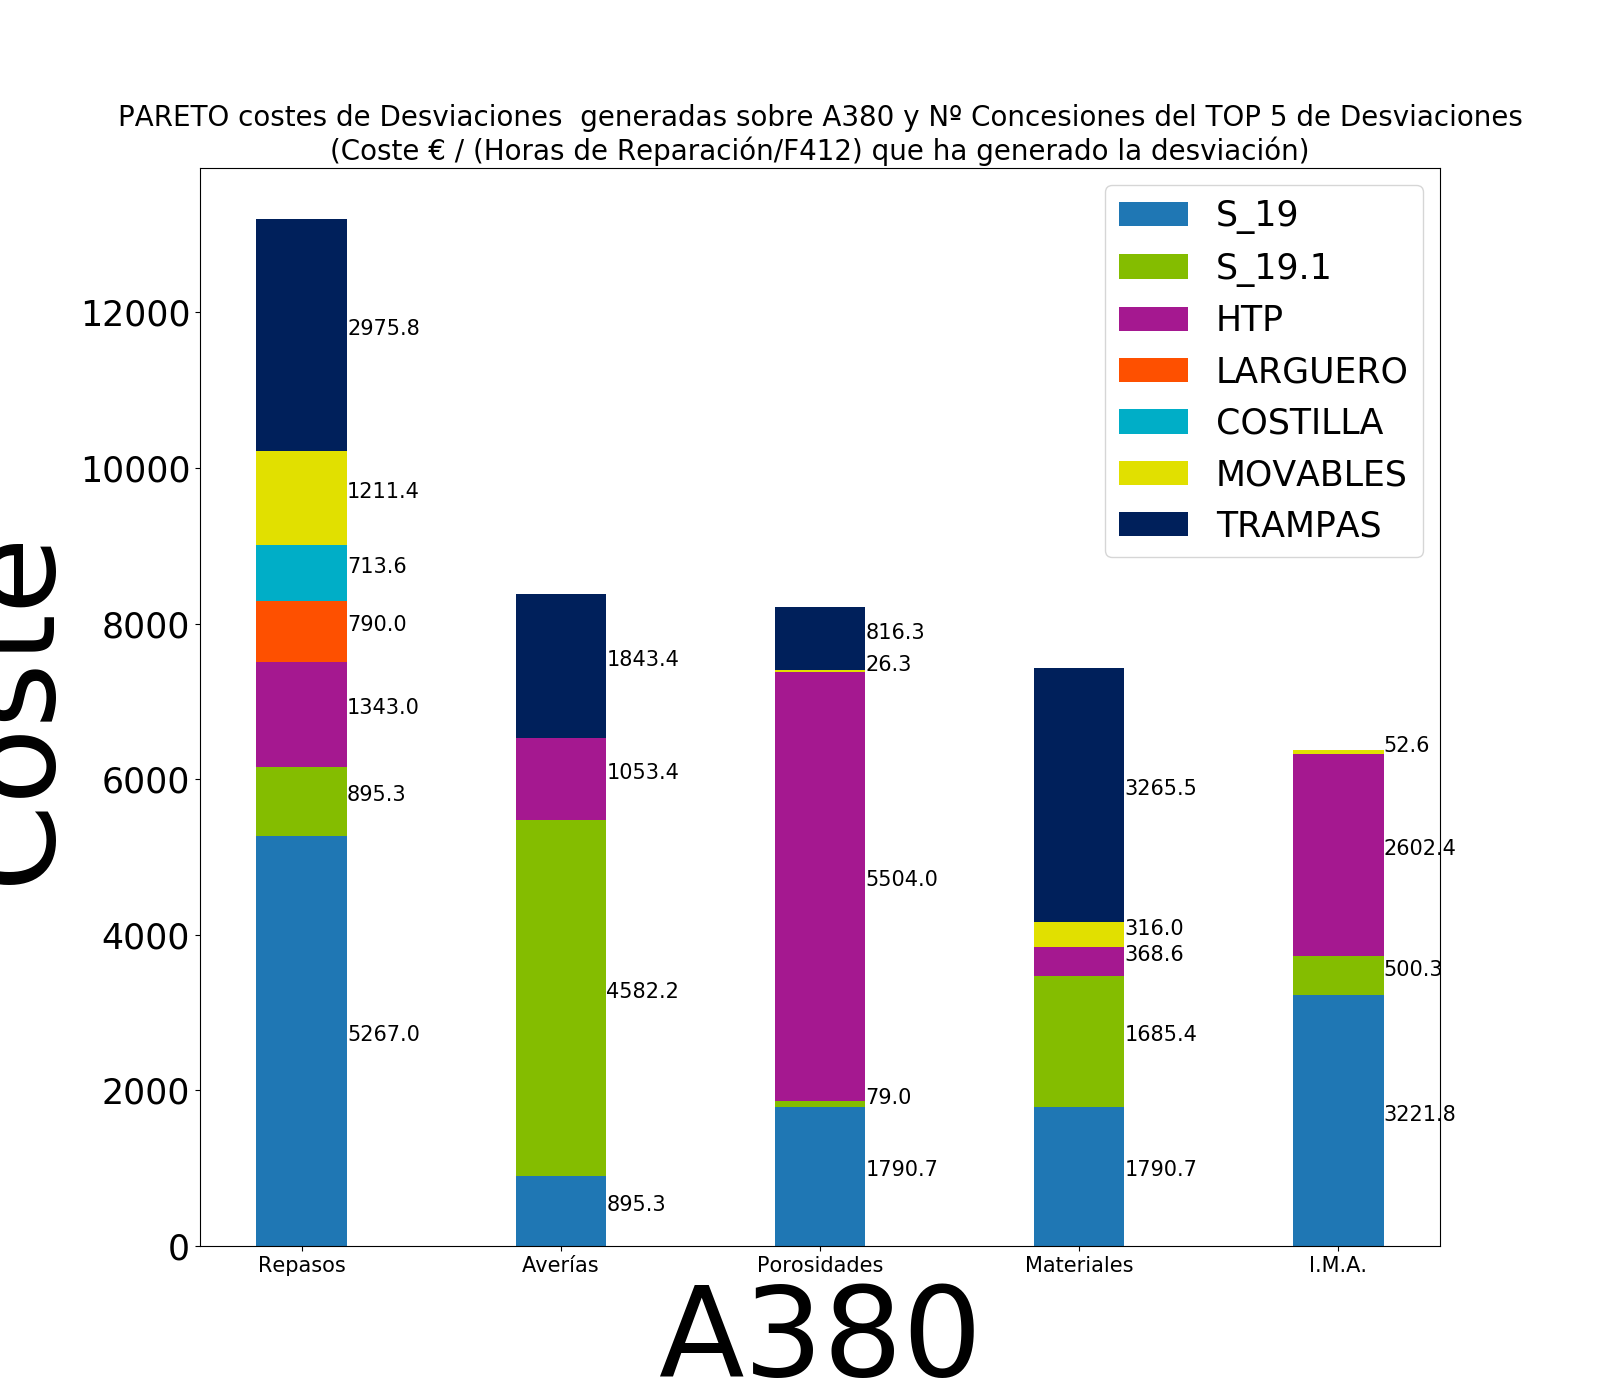 PARETO costes de Desviaciones  generadas sobre A380 y Nº Concesiones del TOP 5 de Desviaciones
(Coste € / (Horas de Reparación/F412) que ha generado la desviación)
S_19
S_19.1
HTP
LARGUERO
COSTILLA
MOVABLES
TRAMPAS
12000
10000
8000
6000
4000
2000
0
Coste
2975.8
1211.4
713.6
790.0
1343.0
895.3
5267.0
1843.4
1053.4
4582.2
895.3
816.3
26.3
5504.0
79.0
1790.7
3265.5
316.0
368.6
1685.4
1790.7
52.6
2602.4
500.3
3221.8
Repasos
Averías
Porosidades
Materiales
I.M.A.
A380